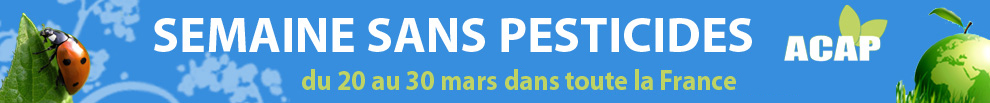 SEMAINE SANS PESTICIDES
ACAP
du 20 au 30 mars dans toute la France